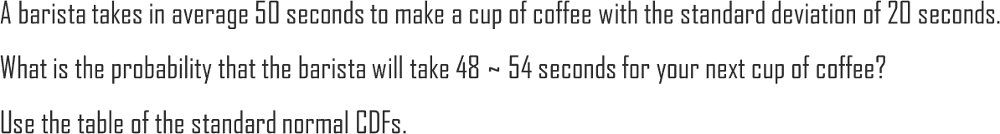 A barista takes in average 50 seconds to make a cup of coffee with the standard deviation of 20 seconds.
What is the probability that the barista will take 48 ~ 54 seconds for your next cup of coffee?
Use the table of the standard normal CDFs.